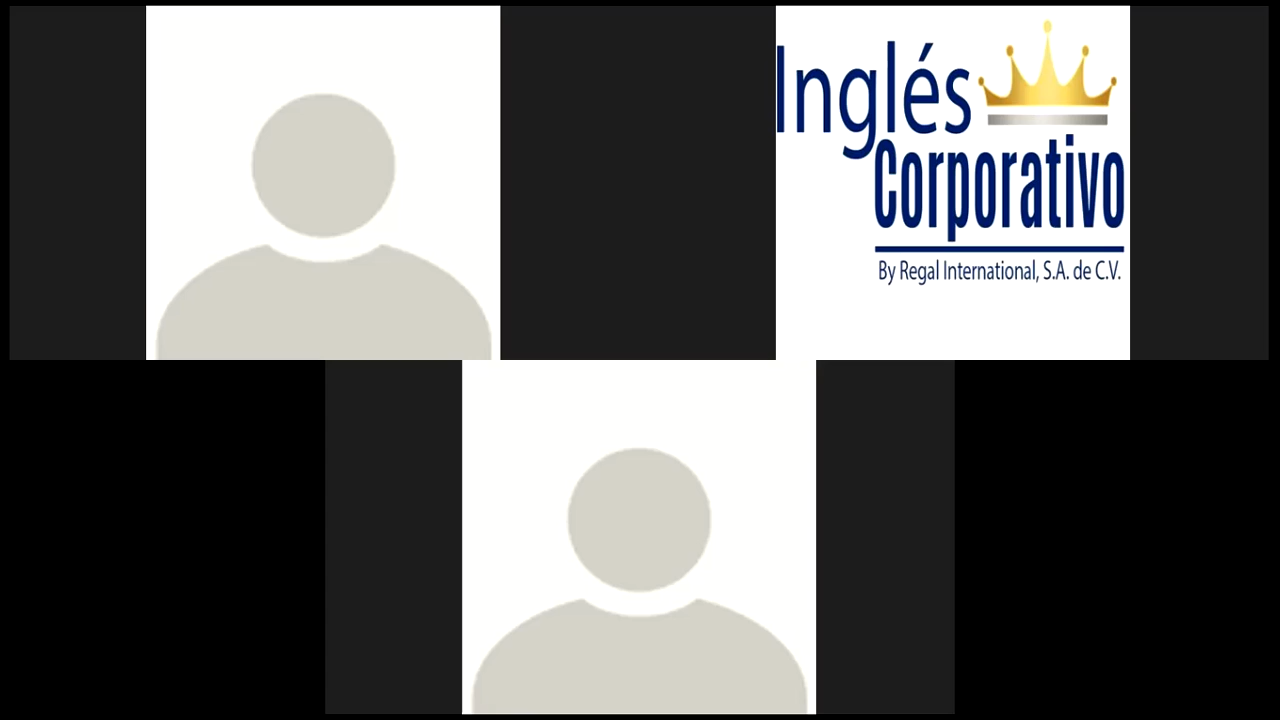 Inglés
Corporativo
By Regal International, S.A. de C.V.